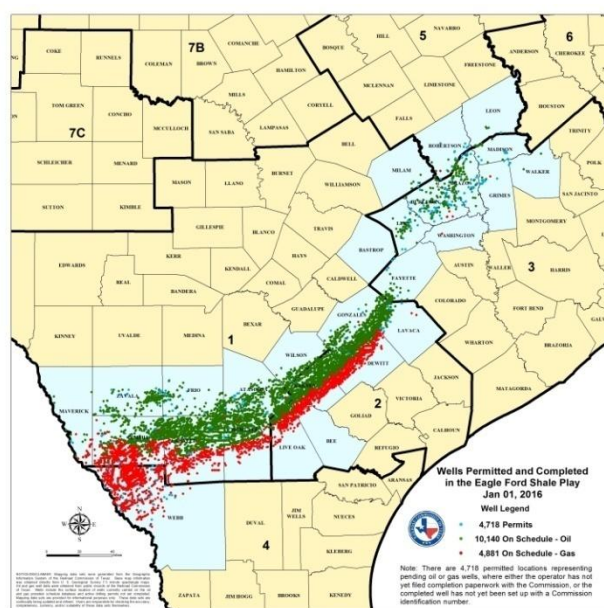 COKE
RUNNELS
COLEMAN
7B
BROWN
COMANCHE
HAMILTON
BOSQUE
HILL
5
NAVARRO
FREESTONE
ANDERSON
6
CHEROKEE
TOM GREEN
CONCHO
7C
MCCULLOCH
MILLS
CORYELL
SAN SABA
LAMPASAS
MCLENNAN
LIMESTONE
FALLS
LEON
HOUSTON
TRINITY
POLK
SCHLEICHER
MENARD
BELL
ROBERTSON
MADISON
WALKER
SAN JACINTO
MASON
LLANO
BURNET
WILLIAMSON
MILAM
GRIMES
SUTTON
KIMBLE
GILLESPIE
BLANCO
TRAVIS
WASHINGTON
MONTGOMERY
KERR
HAYS
BASTROP
AUSTIN
WALLER
3
HARRIS
EDWARDS
REAL
KENDALL
COMAL
CALDWELL
FAYETTE
BANDERA
COLORADO
GUADALUPE
FORT BEND
KINNEY
UVALDE
MEDINA
1
BEXAR
GONZALES
LAVACA
WHARTON
BRAZORIA
WILSON
DEWITT
MATAGORDA
JACKSON
MAVERICK
ZAVALA
FRIO
VICTORIA
2
GOLIAD
CALHOUN
LIVE OAK
BEE
REFUGIO
ARANSAS
SAN PATRICIO
WEBB
DUVAL
JIM
WELLS
NUECES
4
KLEBERG
ZAPATA
JIM HOGG
BROOKS
KENEDY
Wells Permitted and Completed
in the Eagle Ford Shale Play
Jan 01, 2016
Well Legend
4,718 Permits
10,140 On Schedule - Oil
4,881 On Schedule - Gas
Note: There are 4,718 permitted locations representing
pending oil or gas wells, where either the operator has not
yet filed completion paperwork with the Commission, or the
completed well has not yet been set up with a Commission
identification number.